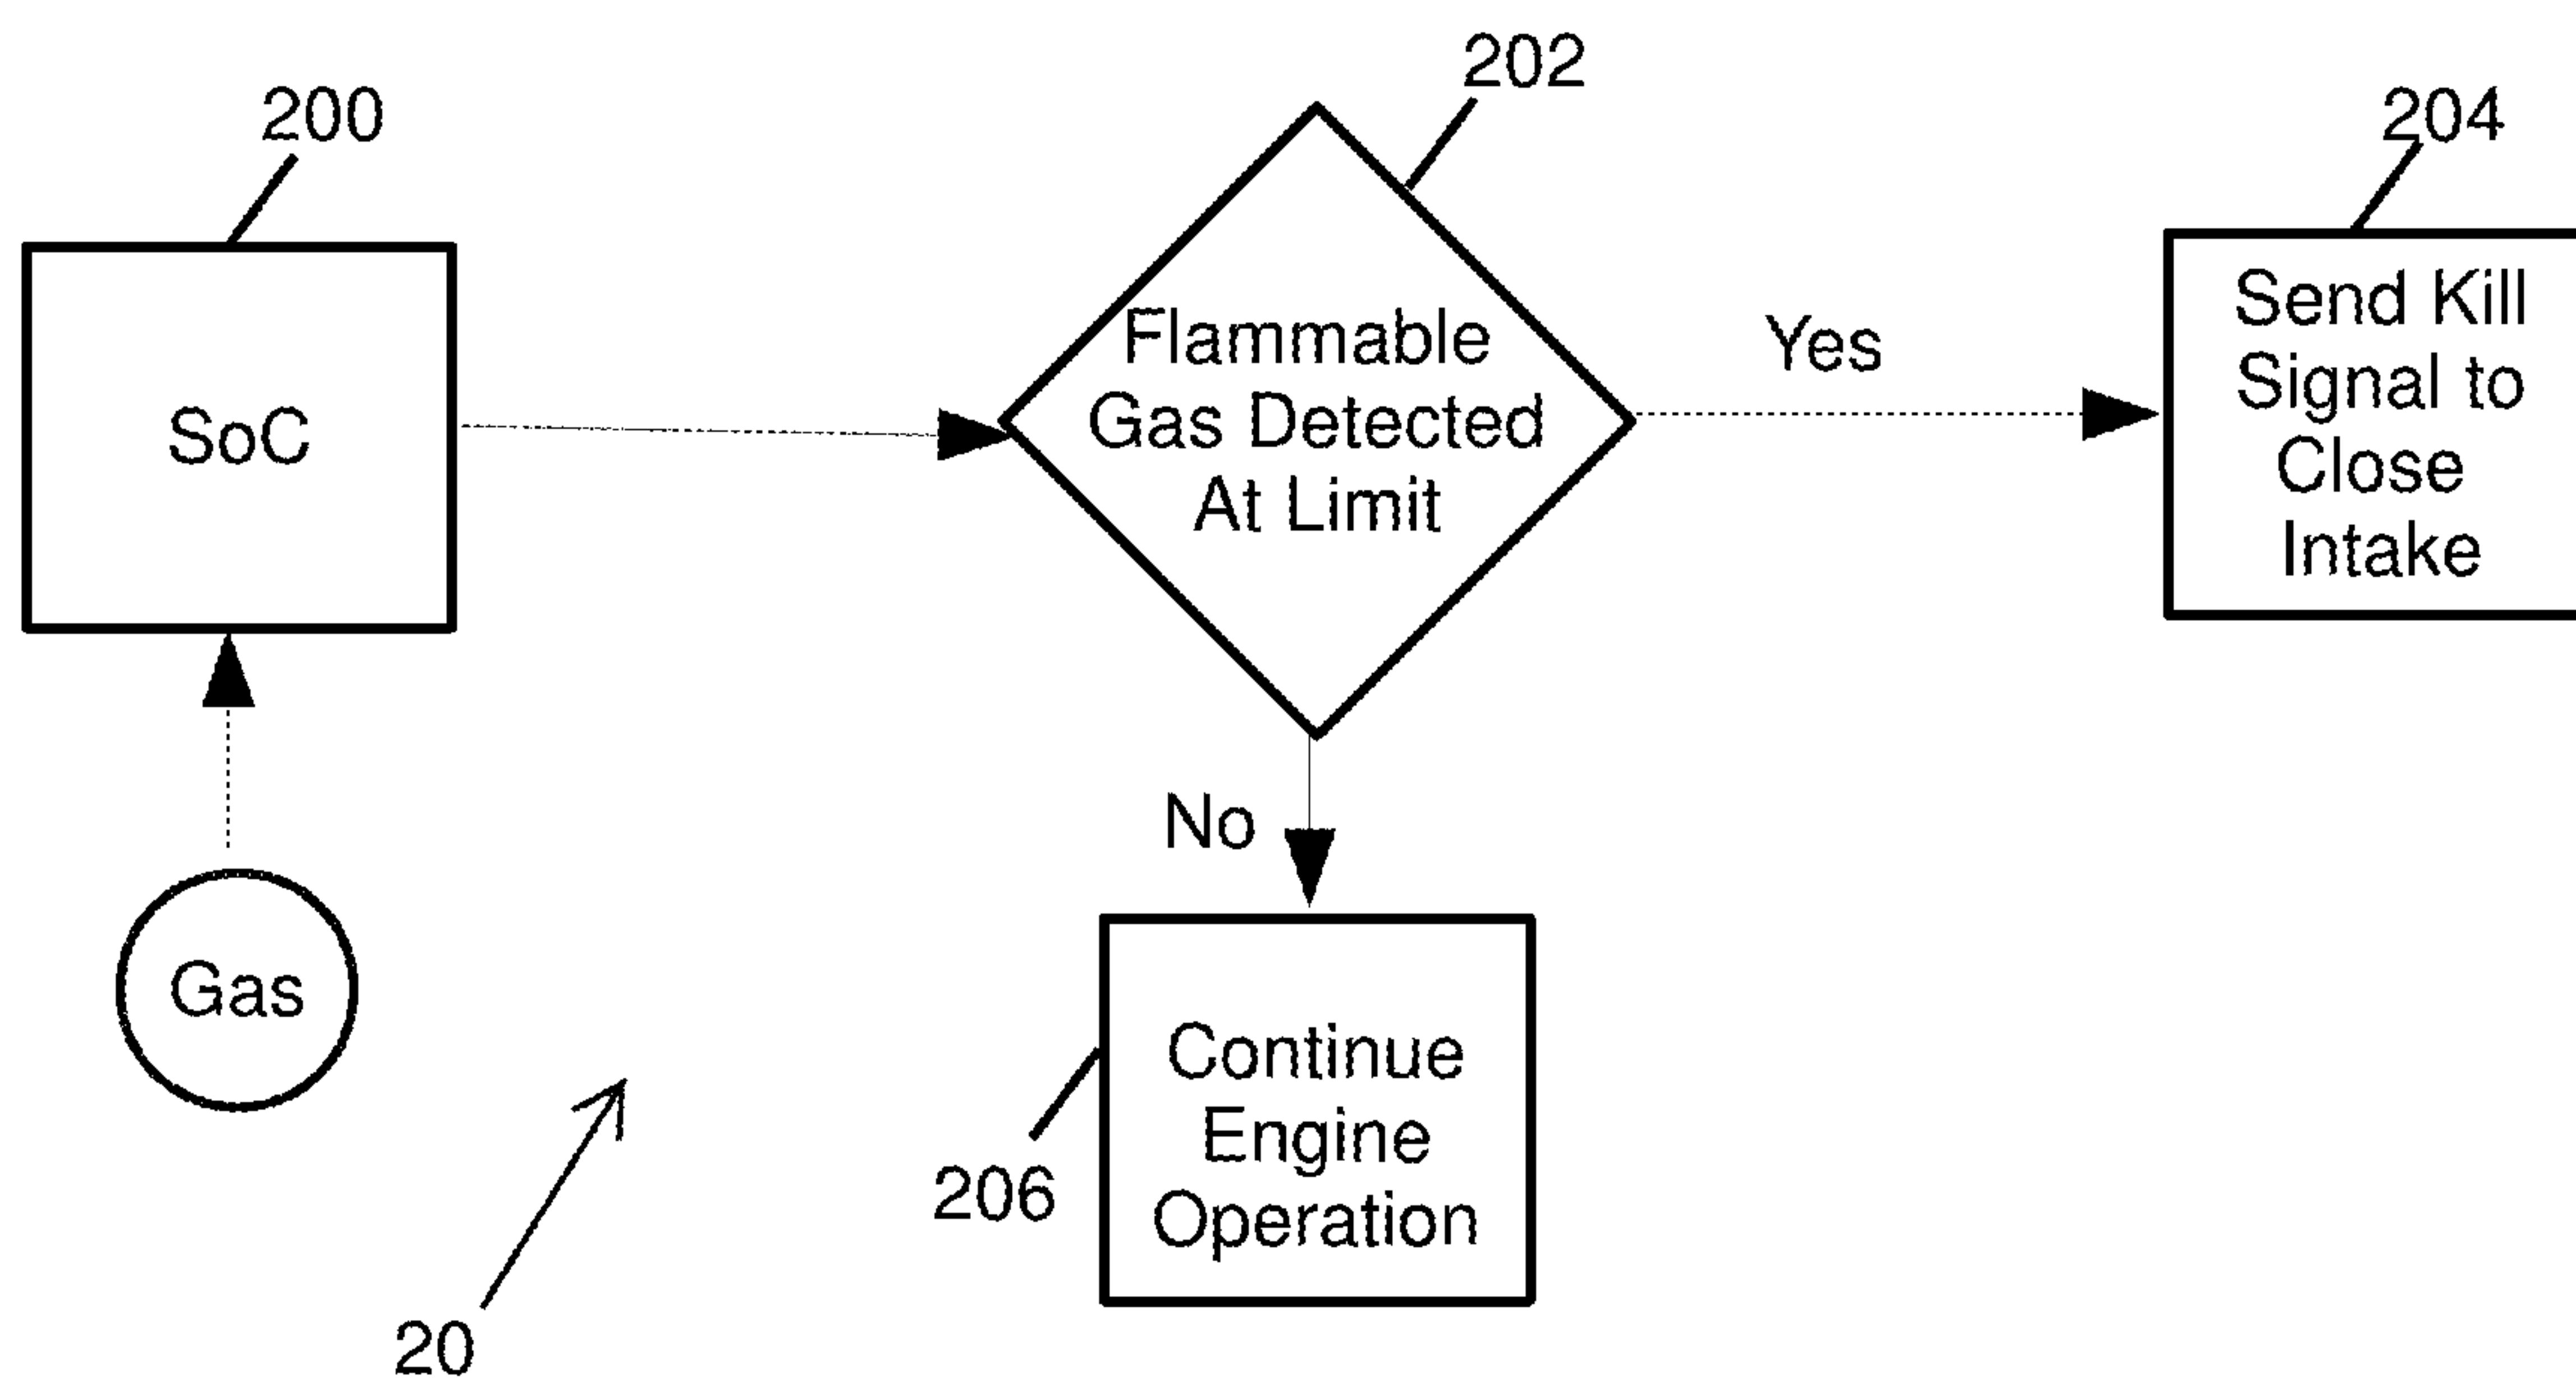 200
SoC
Gas
20
202
Flammable
Gas Detected
At Limit
Yes
No
204
Send Kill
Signal to
Close
Intake
206
Continue
Engine
Operation